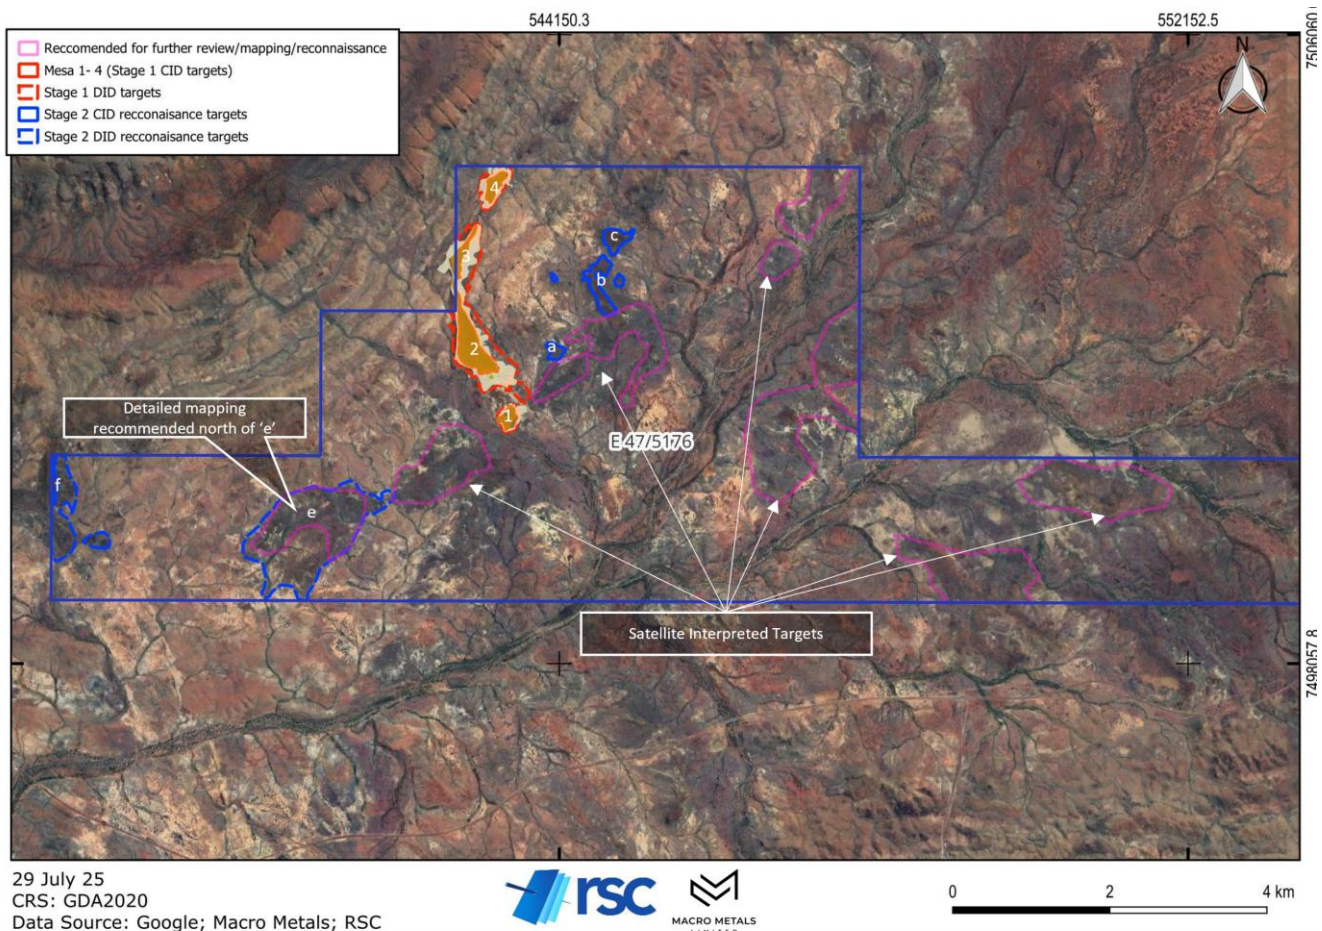 544150.3
552152.5
Reccomended for further review/mapping/reconnaissance
Mesa 1- 4 (Stage 1 CID targets)
Stage 1 DID targets
Stage 2 CID recconaisance targets
Stage 2 DID recconaisance targets
N
4
c
3
b
a
2
1
Detailed mapping
recommended north of ‘e’
E 47/5176
f
e
Satellite Interpreted Targets
7498057.8
29 July 25
CRS: GDA2020
Data Source: Google; Macro Metals; RSC
rsc
MACRO METALS
0
2
4 km